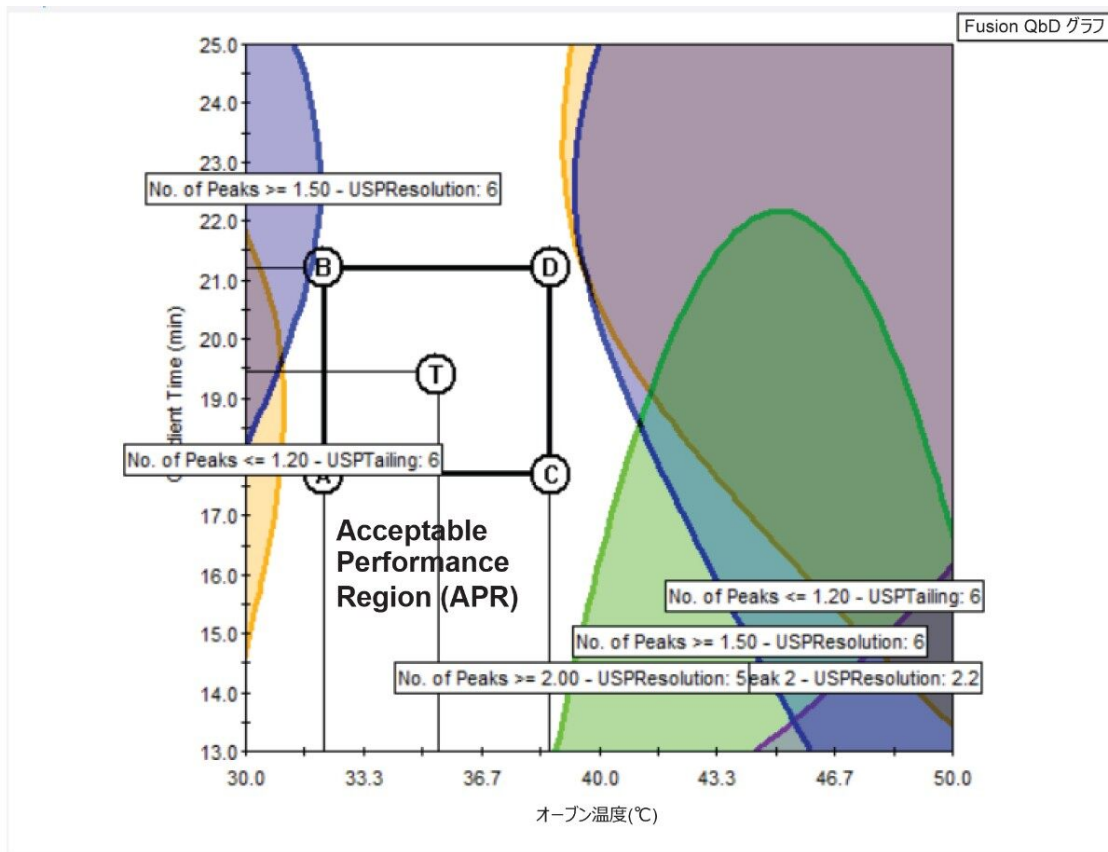 Fusion QbD グラフ
25.0
24.0
23.0
No. of Peaks >= 1.50 - USPResolution: 6
22.0
B
D
21.0
20.0
T
dient Time (min)
19.0
No. of Peaks <= 1.20 - USPTailing: 6
A
C
17.0
Acceptable
Performance
Region (APR)
16.0
No. of Peaks <= 1.20 - USPTailing: 6
15.0
No. of Peaks >= 1.50 - USPResolution: 6
14.0
No. of Peaks >= 2.00 - USPResolution: 5
eak 2 - USPResolution: 2.2
13.0
30.0 33.3 36.7 40.0 43.3 46.7 50.0
オーブン温度(℃)